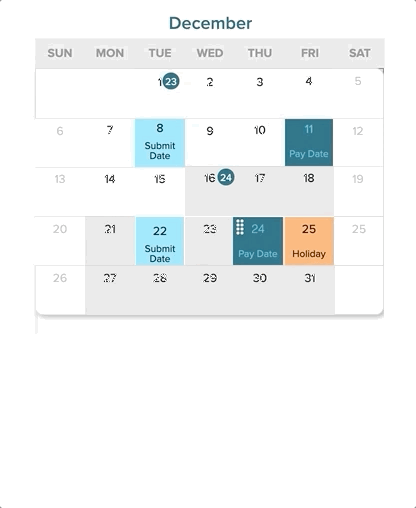 December
SUN MON TUE WED THU FRI SAT
1 23 2 3 4 5
6 7 8 9 10 11 12
Submit Date
Pay Date
13 14 15 16 24 17 18 19
20 21 22 23 24 25 25
Submit Date
Pay Date
Holiday
26 27 28 29 30 31